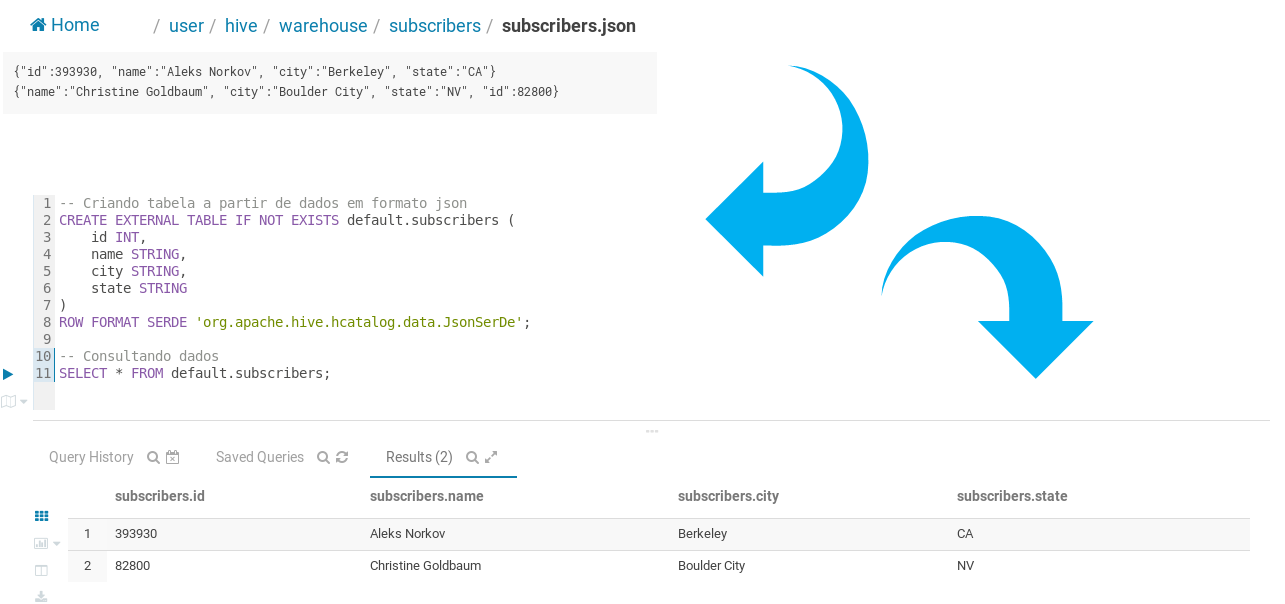 Home / user / hive / warehouse / subscribers / subscribers.json
{"id":393930, "name":"Aleks Norkov", "city":"Berkeley", "state":"CA"}
{"name":"Christine Goldbaum", "city":"Boulder City", "state":"NV", "id":82800}
1 -- Criando tabela a partir de dados em formato json
2 CREATE EXTERNAL TABLE IF NOT EXISTS default.subscribers (
3     id INT,
4     name STRING,
5     city STRING,
6     state STRING
7 )
8 ROW FORMAT SERDE 'org.apache.hive.hcatalog.data.JsonSerDe';
9
10 -- Consultando dados
11 SELECT * FROM default.subscribers;
Query History Saved Queries Results (2)
subscribers.id subscribers.name subscribers.city subscribers.state
1 393930 Aleks Norkov Berkeley CA
2 82800 Christine Goldbaum Boulder City NV